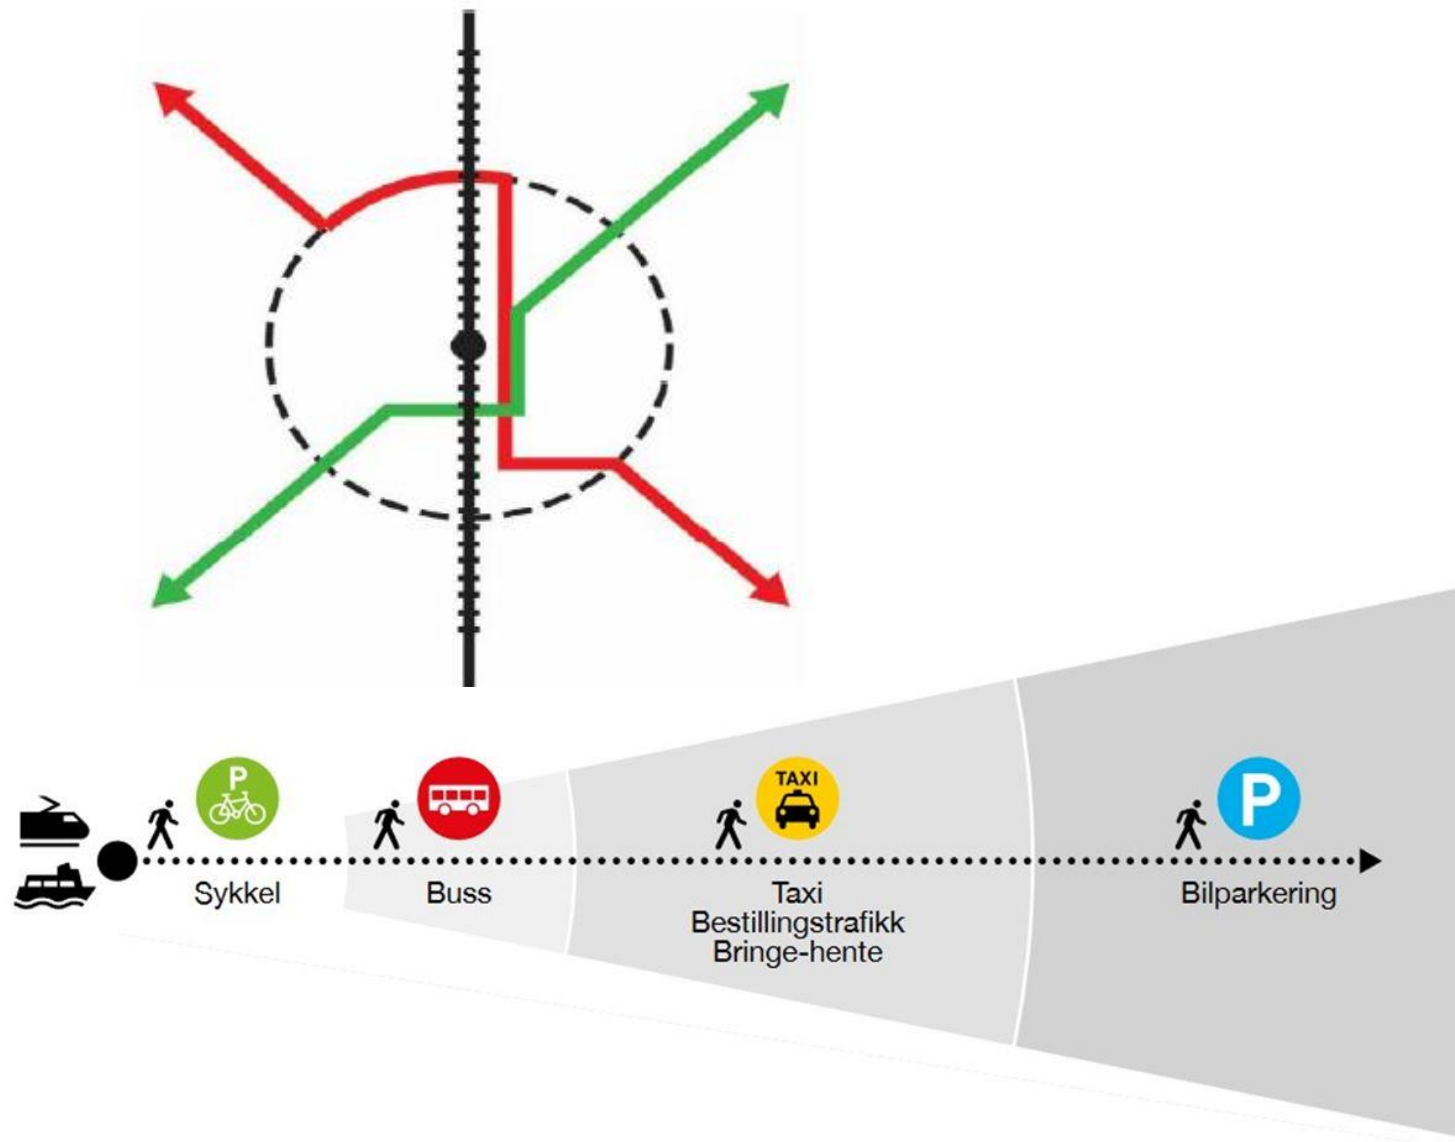 P
TAXI
P
Sykkel
Buss
Taxi
Bestillingstrafikk
Bringe-hente
Bilparkering